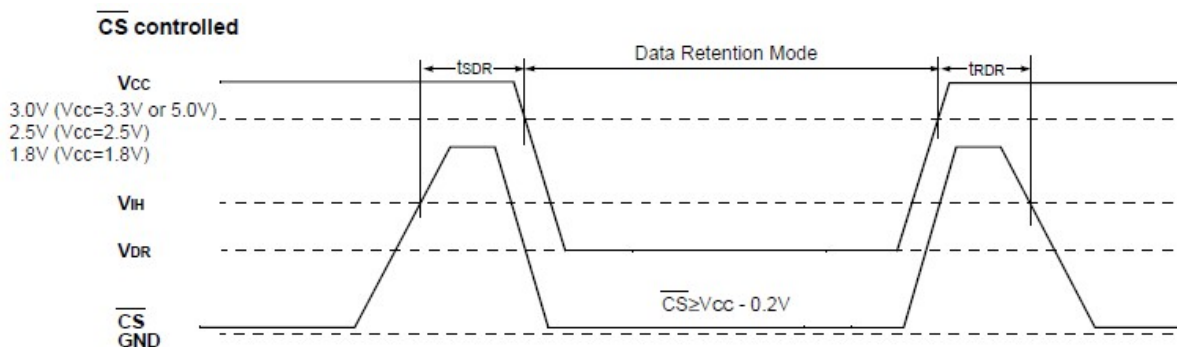 CS controlled
tSDR
Data Retention Mode
tRDR
VCC
3.0V (Vcc=3.3V or 5.0V)
2.5V (Vcc=2.5V)
1.8V (Vcc=1.8V)
VIH
VDR
CS≥Vcc - 0.2V
CS
GND